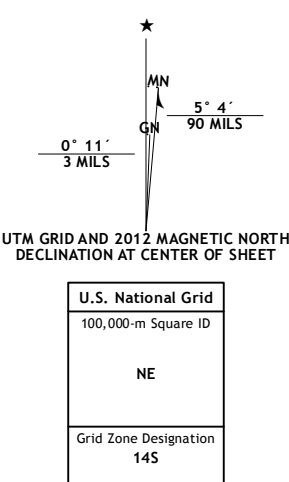 ★
MN
5° 4´
90 MILS
GN
0° 11´
3 MILS
UTM GRID AND 2012 MAGNETIC NORTH
DECLINATION AT CENTER OF SHEET
U.S. National Grid
100,000-m Square ID
NE
Grid Zone Designation
14S